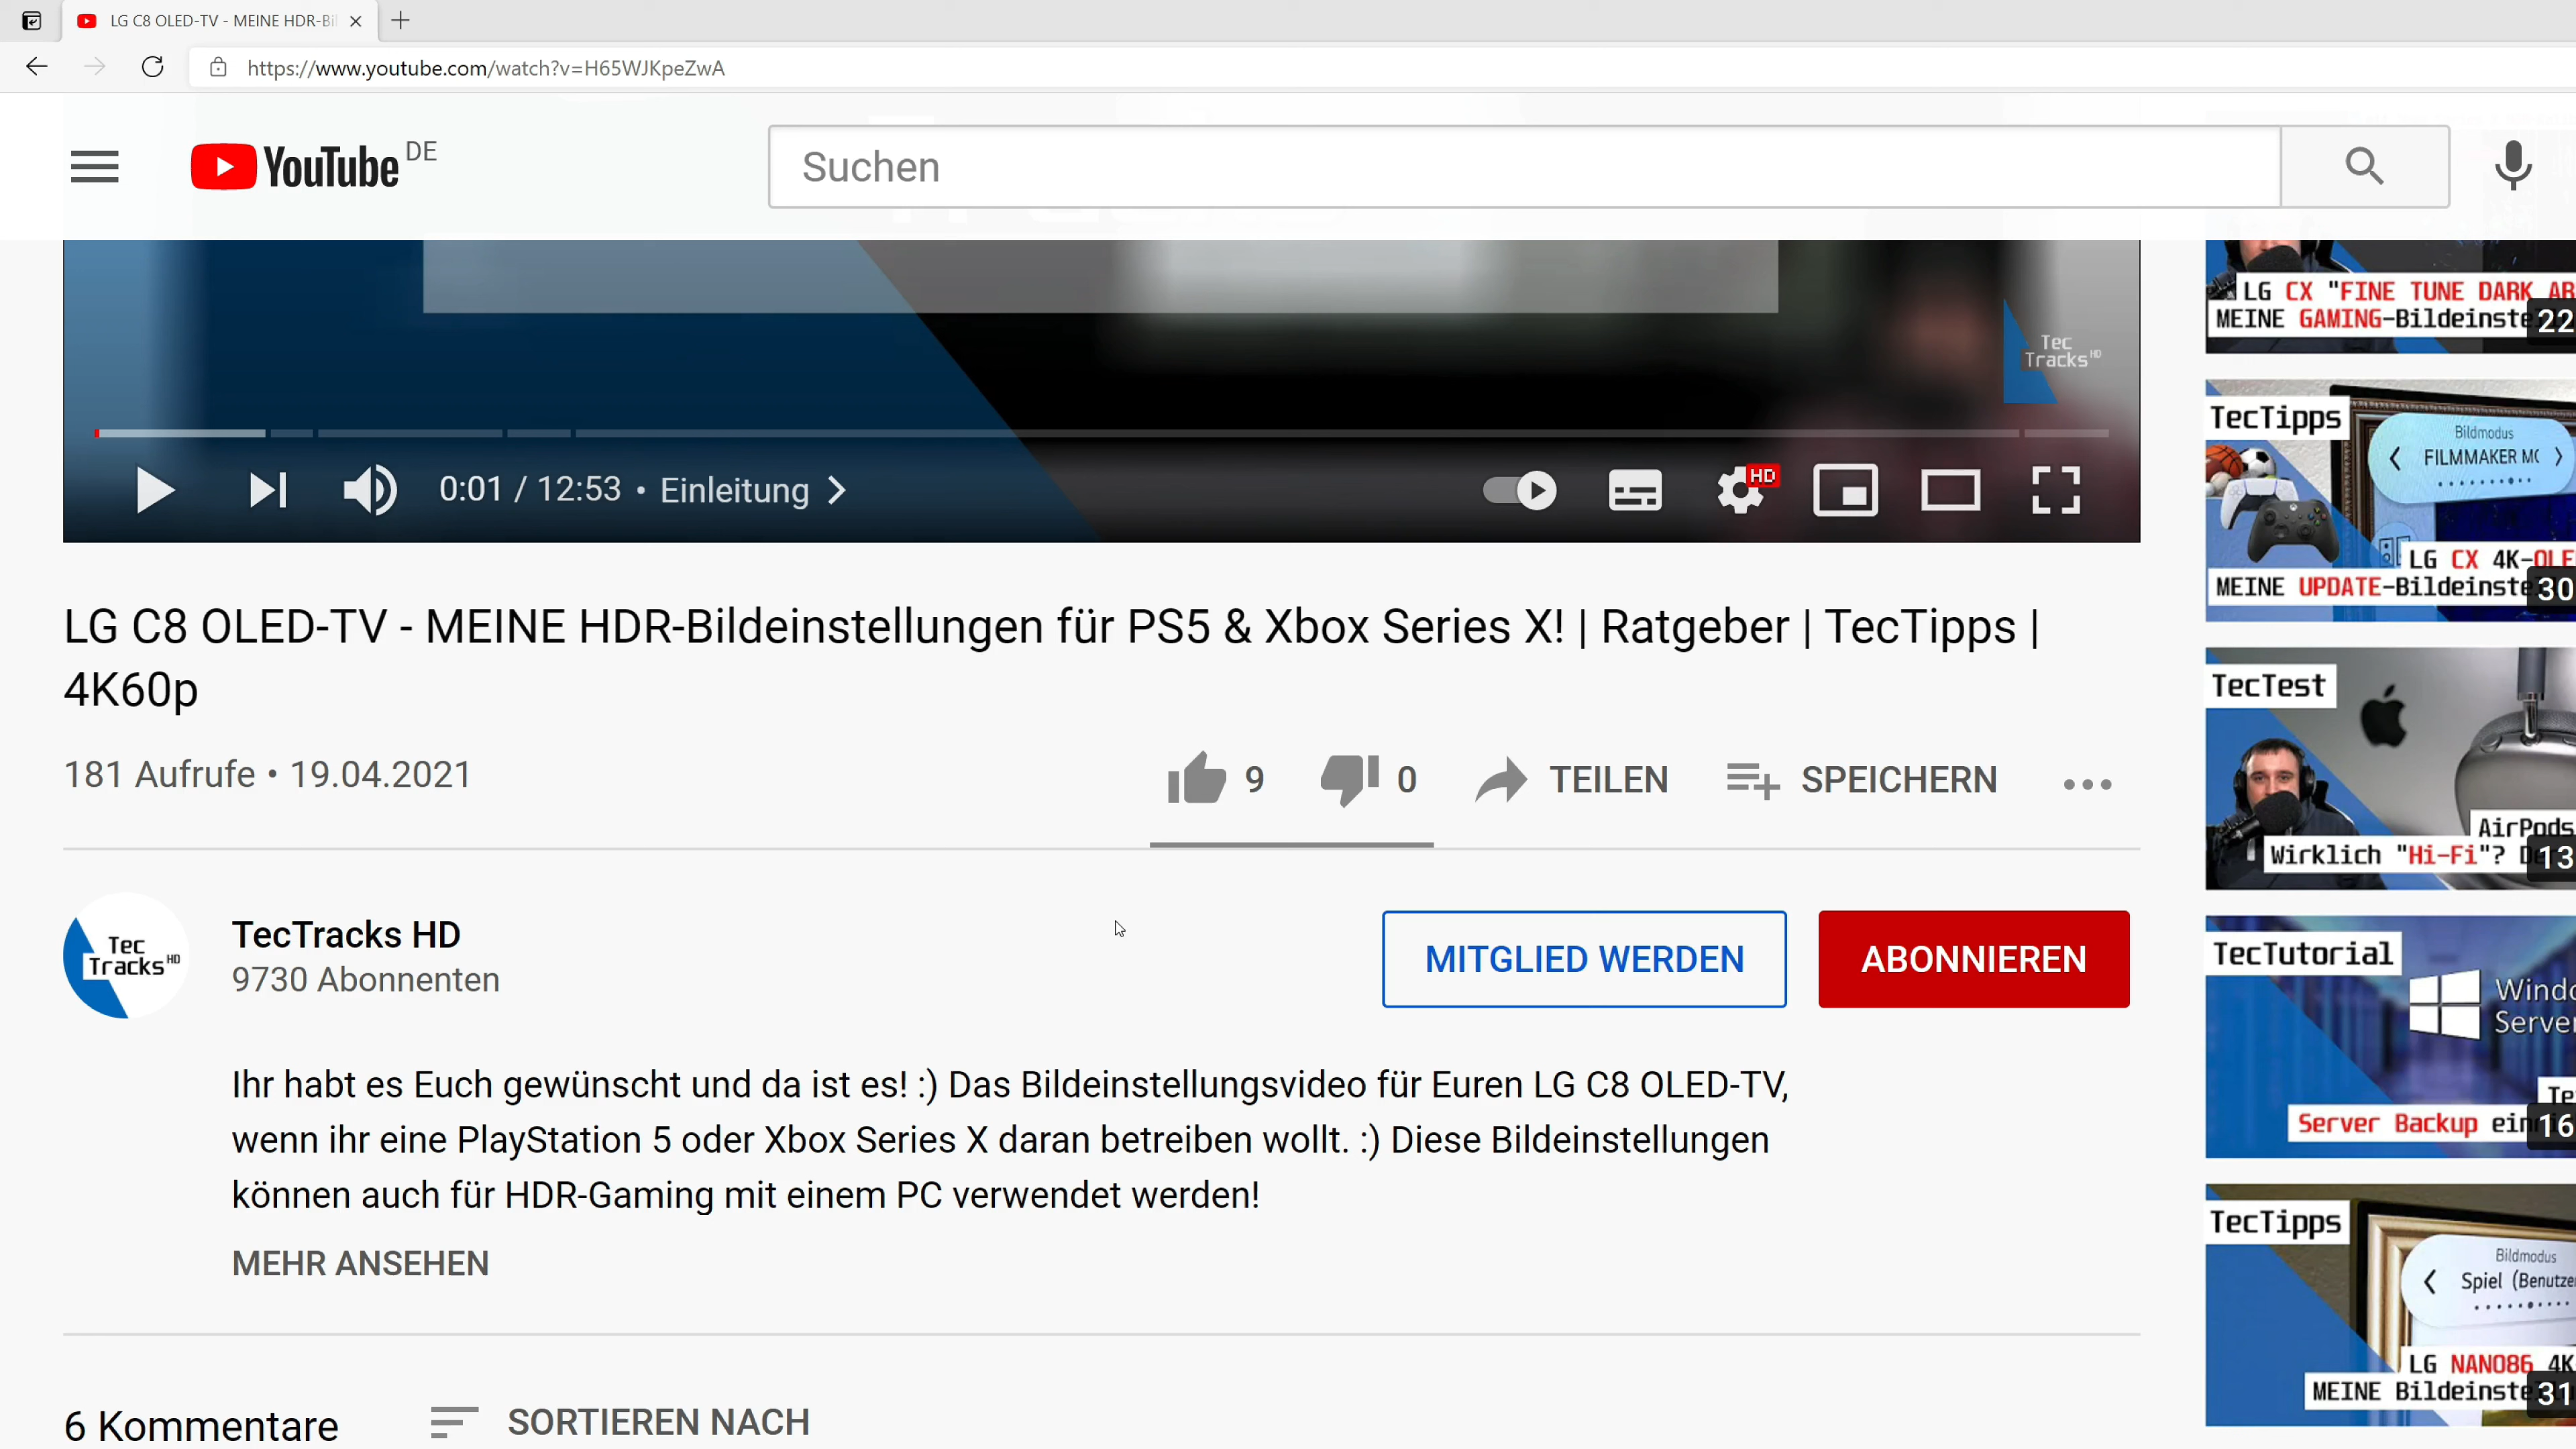 LG C8 OLED-TV - MEINE HDR-Bil
https://www.youtube.com/watch?v=H65WJKpeZwA
YouTube DE
Suchen
Tec
Tracks HD
0:01 / 12:53 • Einleitung
HD
LG C8 OLED-TV - MEINE HDR-Bildeinstellungen für PS5 & Xbox Series X! | Ratgeber | TecTipps |
4K60p
181 Aufrufe • 19.04.2021
9
0
TEILEN
SPEICHERN
Tec
Tracks HD
TecTracks HD
9730 Abonnenten
MITGLIED WERDEN
ABONNIEREN
Ihr habt es Euch gewünscht und da ist es! :) Das Bildeinstellungsvideo für Euren LG C8 OLED-TV,
wenn ihr eine PlayStation 5 oder Xbox Series X daran betreiben wollt. :) Diese Bildeinstellungen
können auch für HDR-Gaming mit einem PC verwendet werden!
MEHR ANSEHEN
6 Kommentare
SORTIEREN NACH
LG CX "FINE TUNE DARK AR
MEINE GAMING-Bildeinste
22
TecTipps
Bildmodus
FILMMAKER MO
LG CX 4K-OLE
MEINE UPDATE-Bildeinste
30
TecTest
AirPods
Wirklich "Hi-Fi"?
13
TecTutorial
Windo
Server
Te
Server Backup ein
16
TecTipps
Bildmodus
Spiel (Benutze
LG NANO86 4K
MEINE Bildeinste
31